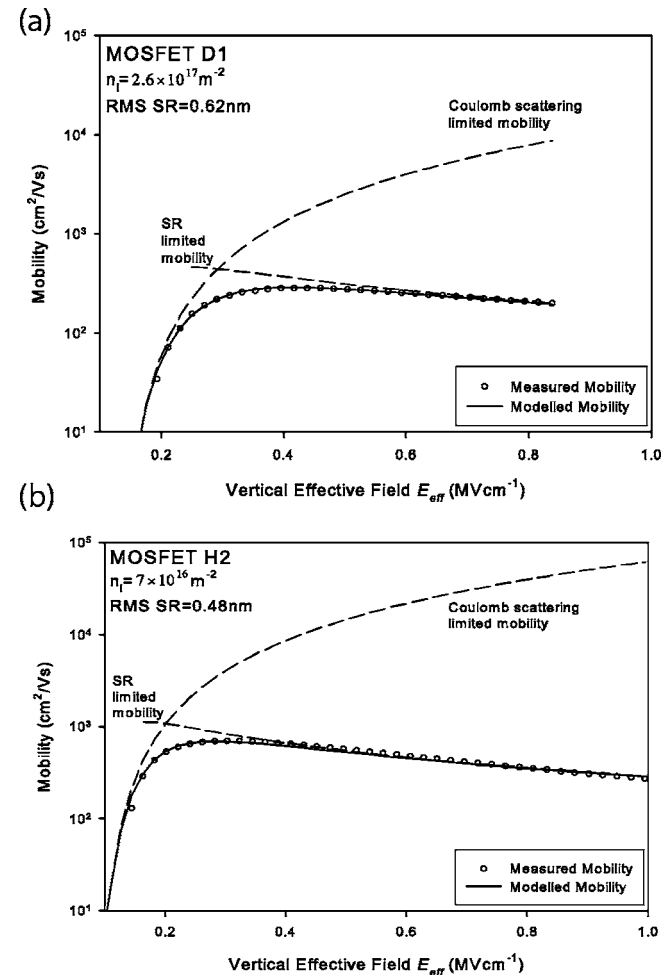 (a)
10^5
MOSFET D1
n_I=2.6×10^17 m^-2
RMS SR=0.62nm
Coulomb scattering
limited mobility
10^4
SR
limited
mobility
10^3
10^2
10^1
Mobility (cm^2/Vs)
Measured Mobility
Modelled Mobility
0.2 0.4 0.6 0.8 1.0
Vertical Effective Field E_eff (MVcm^-1)
(b)
10^5
MOSFET H2
n_I=7×10^16 m^-2
RMS SR=0.48nm
Coulomb scattering
limited mobility
10^4
SR
limited
mobility
10^3
10^2
10^1
Mobility (cm^2/Vs)
Measured Mobility
Modelled Mobility
0.2 0.4 0.6 0.8 1.0
Vertical Effective Field E_eff (MVcm^-1)